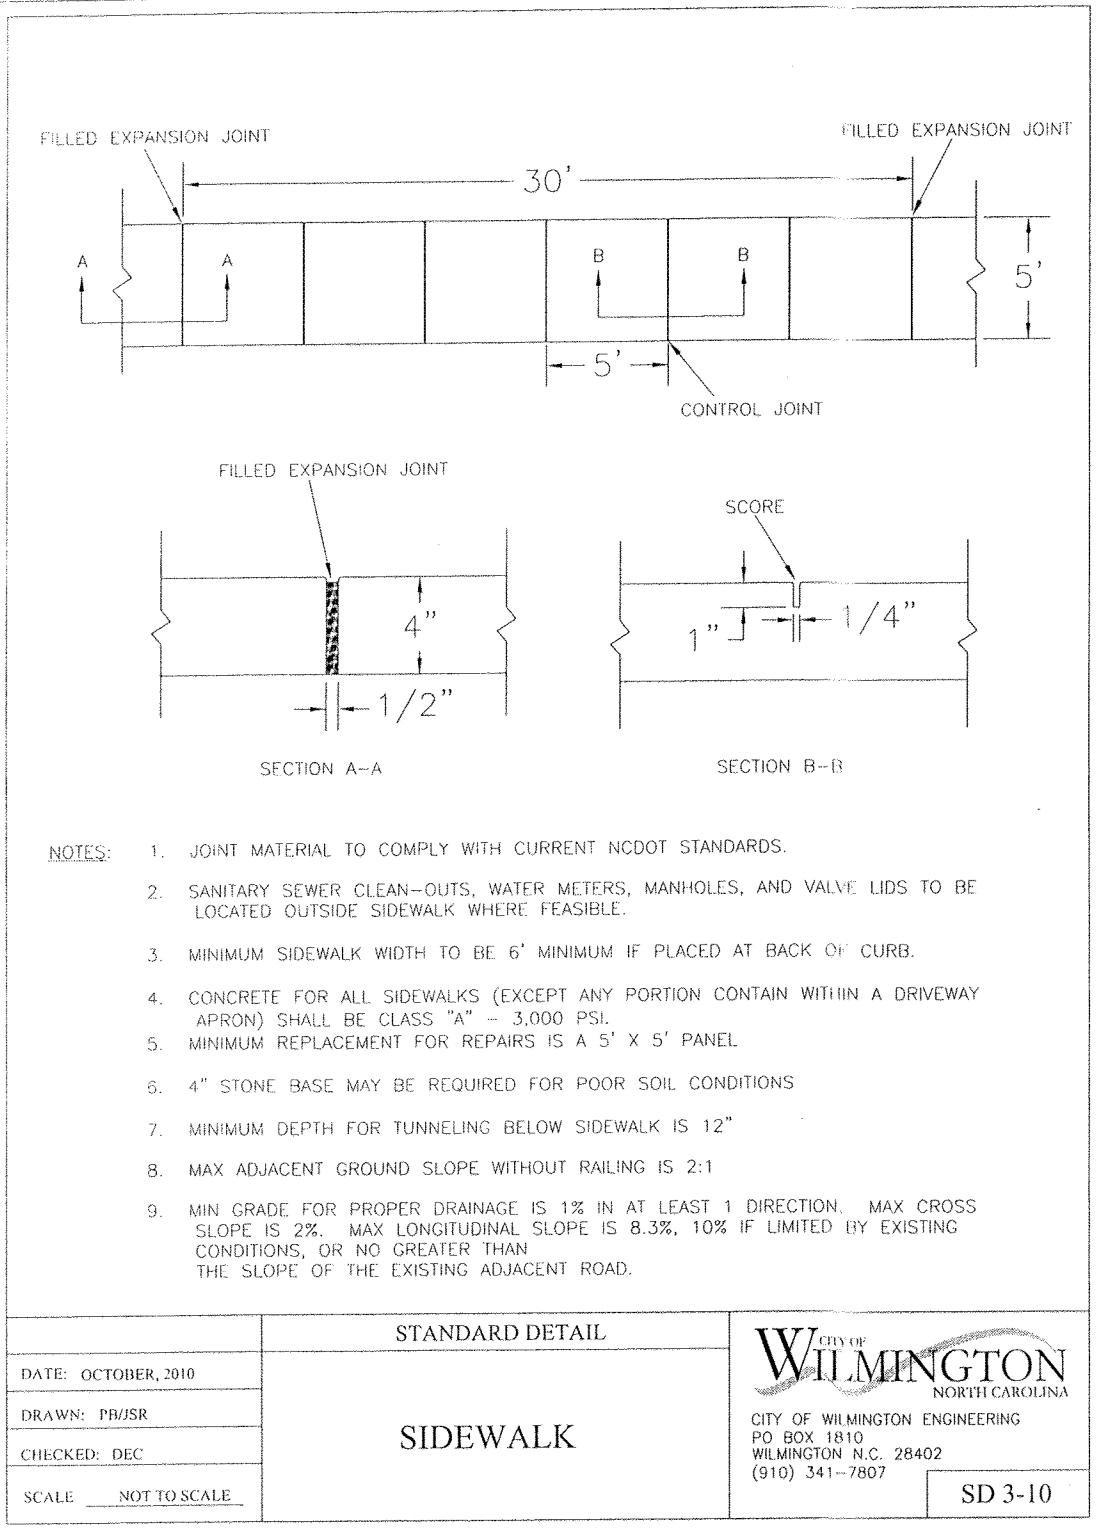 FILLED EXPANSION JOINT
FILLED EXPANSION JOINT
30'
A
A
B
B
5'
5'
CONTROL JOINT
FILLED EXPANSION JOINT
SCORE
4"
1/2"
1"
1/4"
SECTION A-A
SECTION B-B
NOTES:
1. JOINT MATERIAL TO COMPLY WITH CURRENT NCDOT STANDARDS.
2. SANITARY SEWER CLEAN-OUTS, WATER METERS, MANHOLES, AND VALVE LIDS TO BE
LOCATED OUTSIDE SIDEWALK WHERE FEASIBLE.
3. MINIMUM SIDEWALK WIDTH TO BE 6' MINIMUM IF PLACED AT BACK OF CURB.
4. CONCRETE FOR ALL SIDEWALKS (EXCEPT ANY PORTION CONTAIN WITHIN A DRIVEWAY
APRON) SHALL BE CLASS "A" - 3,000 PSI.
5. MINIMUM REPLACEMENT FOR REPAIRS IS A 5' X 5' PANEL
6. 4" STONE BASE MAY BE REQUIRED FOR POOR SOIL CONDITIONS
7. MINIMUM DEPTH FOR TUNNELING BELOW SIDEWALK IS 12"
8. MAX ADJACENT GROUND SLOPE WITHOUT RAILING IS 2:1
9. MIN GRADE FOR PROPER DRAINAGE IS 1% IN AT LEAST 1 DIRECTION. MAX CROSS
SLOPE IS 2%. MAX LONGITUDINAL SLOPE IS 8.3%, 10% IF LIMITED BY EXISTING
CONDITIONS, OR NO GREATER THAN
THE SLOPE OF THE EXISTING ADJACENT ROAD.
DATE: OCTOBER, 2010
DRAWN: PB/JSR
CHECKED: DEC
SCALE NOT TO SCALE
STANDARD DETAIL
SIDEWALK
CITY OF
WILMINGTON
NORTH CAROLINA
CITY OF WILMINGTON ENGINEERING
PO BOX 1810
WILMINGTON N.C. 28402
(910) 341-7807
SD 3-10